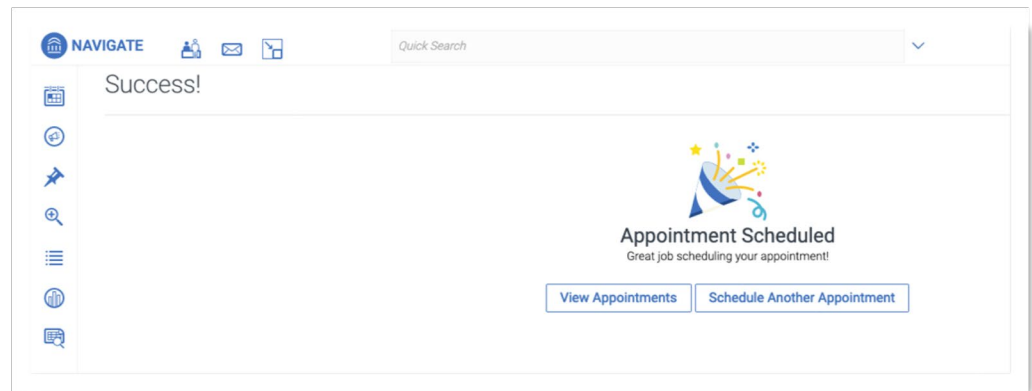 NAVIGATE
Quick Search
Success!
Appointment Scheduled
Great job scheduling your appointment!
View Appointments
Schedule Another Appointment